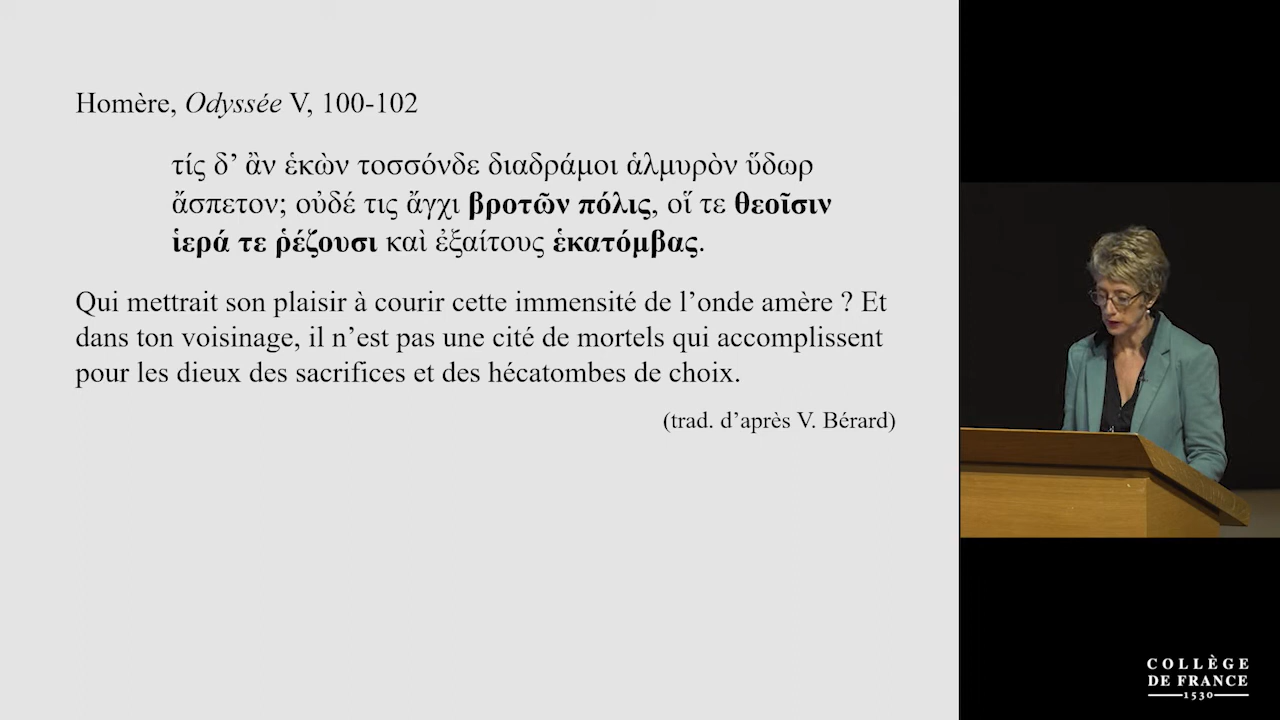 Homère, Odyssée V, 100-102
τίς δ’ ἂν ἑκὼν τοσσόνδε διαδράμοι ἁλμυρὸν ὕδωρ
ἄσπετον; οὐδέ τις ἄγχι βροτῶν πόλις, οἵ τε θεοῖσιν
ἱερά τε ῥέζουσι καὶ ἐξαίτους ἑκατόμβας.
Qui mettrait son plaisir à courir cette immensité de l’onde amère ? Et
dans ton voisinage, il n’est pas une cité de mortels qui accomplissent
pour les dieux des sacrifices et des hécatombes de choix.
(trad. d’après V. Bérard)
COLLÈGE
DE FRANCE
1530